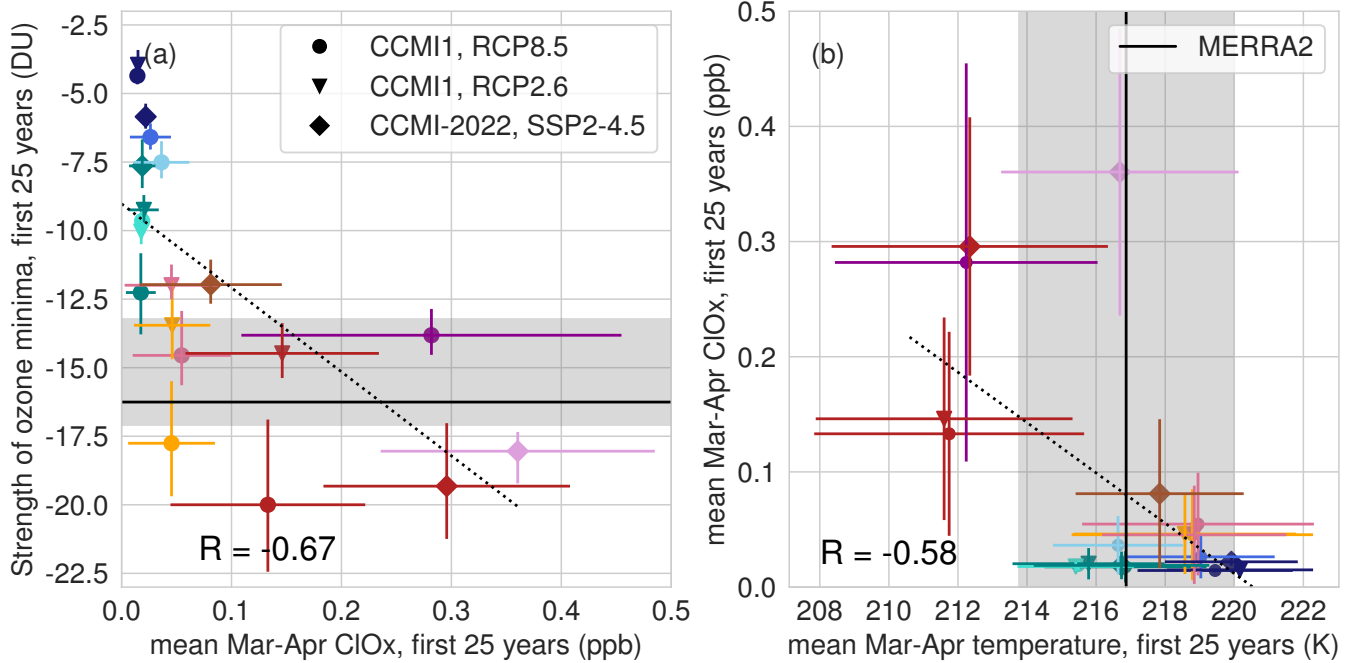 (a)
CCMI1, RCP8.5
CCMI1, RCP2.6
CCMI-2022, SSP2-4.5
Strength of ozone minima, first 25 years (DU)
-2.5
-5.0
-7.5
-10.0
-12.5
-15.0
-17.5
-20.0
-22.5
R = -0.67
0.0 0.1 0.2 0.3 0.4 0.5
mean Mar-Apr ClOx, first 25 years (ppb)
(b)
MERRA2
mean Mar-Apr ClOx, first 25 years (ppb)
0.5
0.4
0.3
0.2
0.1
0.0
R = -0.58
208 210 212 214 216 218 220 222
mean Mar-Apr temperature, first 25 years (K)